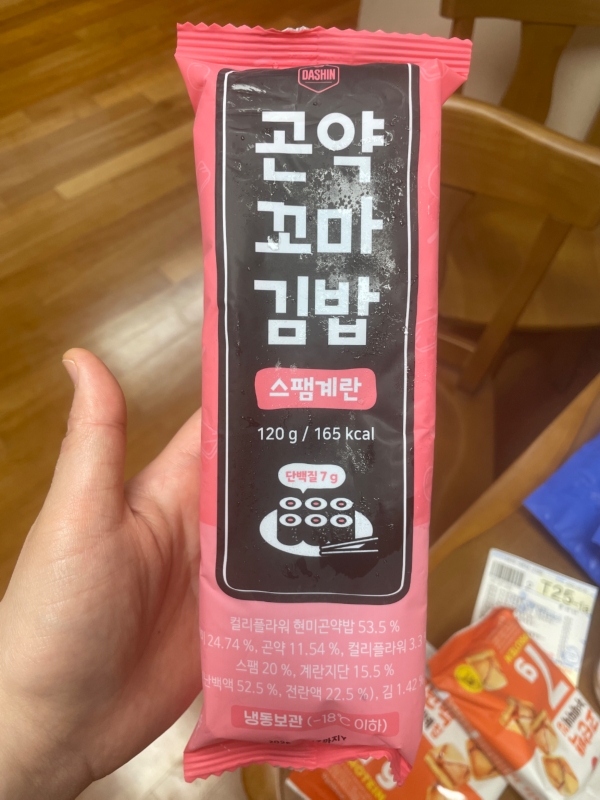 DASHIN
곤약
꼬마
김밥
스팸계란
120 g / 165 kcal
단백질 7 g
컬리플라워 현미곤약밥 53.5 %
24.74 %, 곤약 11.54 %, 컬리플라워 3.3
스팸 20 %, 계란지단 15.5 %
백액 52.5 %, 전란액 22.5 %), 김 1.42
냉동보관 (-18℃ 이하)
T25
7
g
PROTEIN